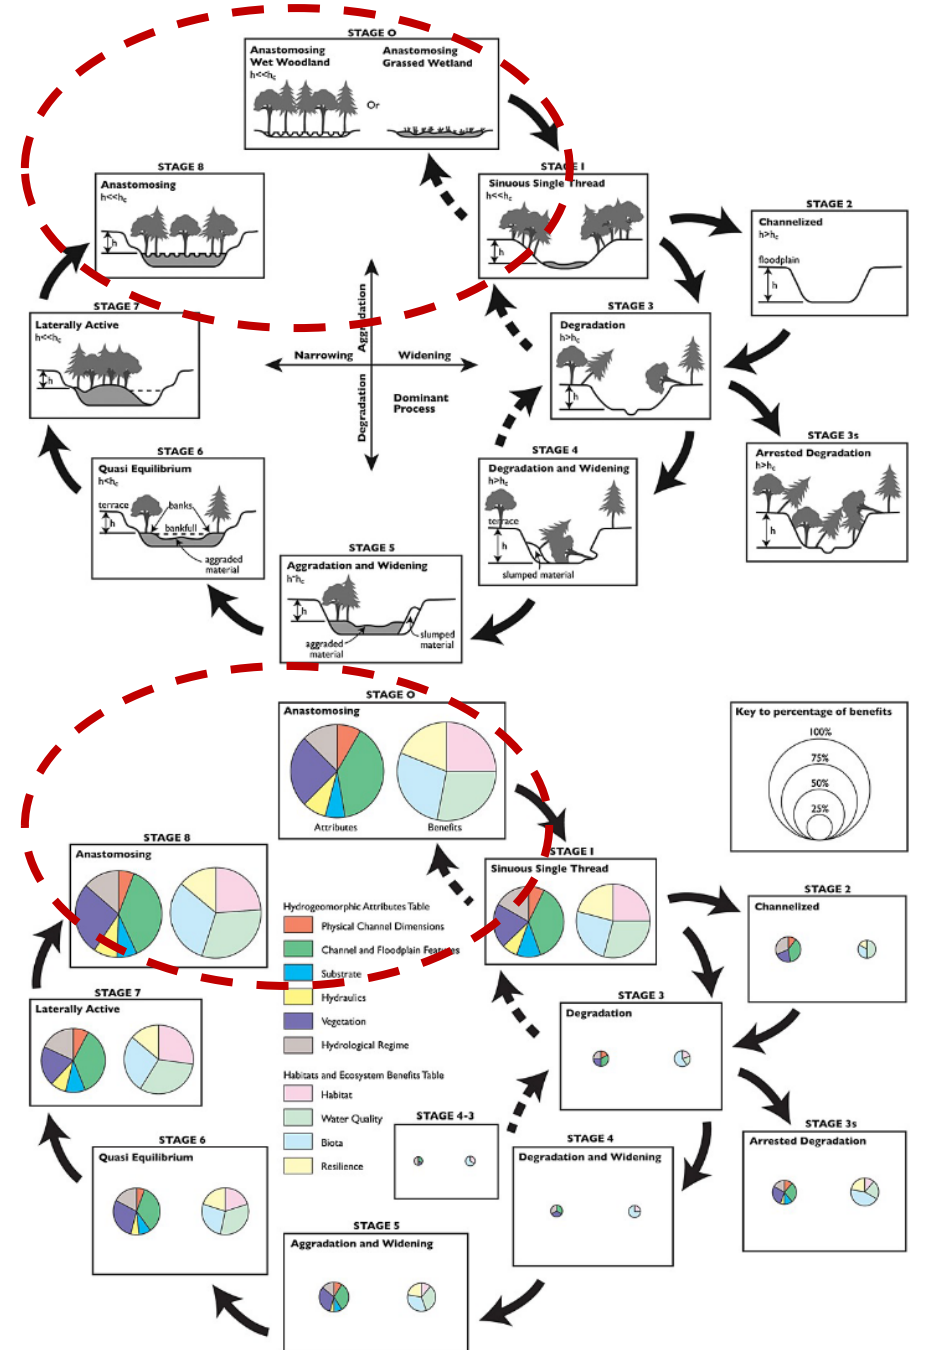 STAGE O
Anastomosing
Wet Woodland
h<<hc
Or
Anastomosing
Grassed Wetland
STAGE 8
Anastomosing
h<<hc
h
STAGE I
Sinuous Single Thread
h<<hc
h
STAGE 2
Channelized
h>hc
floodplain
h
STAGE 7
Laterally Active
h<<hc
h
Aggradation
Narrowing
Widening
Degradation
Dominant
Process
STAGE 3
Degradation
h>hc
h
STAGE 6
Quasi Equilibrium
h<hc
terrace
banks
h
bankfull
aggraded
material
STAGE 4
Degradation and Widening
h>hc
terrace
h
slumped material
STAGE 3s
Arrested Degradation
h>hc
h
STAGE 5
Aggradation and Widening
h~hc
h
aggraded
material
slumped
material
STAGE O
Anastomosing
Attributes
Benefits
Key to percentage of benefits
100%
75%
50%
25%
STAGE 8
Anastomosing
STAGE I
Sinuous Single Thread
STAGE 2
Channelized
Hydrogeomorphic Attributes Table
Physical Channel Dimensions
Channel and Floodplain Features
Substrate
Hydraulics
Vegetation
Hydrological Regime
Habitats and Ecosystem Benefits Table
Habitat
Water Quality
Biota
Resilience
STAGE 7
Laterally Active
STAGE 3
Degradation
STAGE 4-3
STAGE 6
Quasi Equilibrium
STAGE 4
Degradation and Widening
STAGE 3s
Arrested Degradation
STAGE 5
Aggradation and Widening